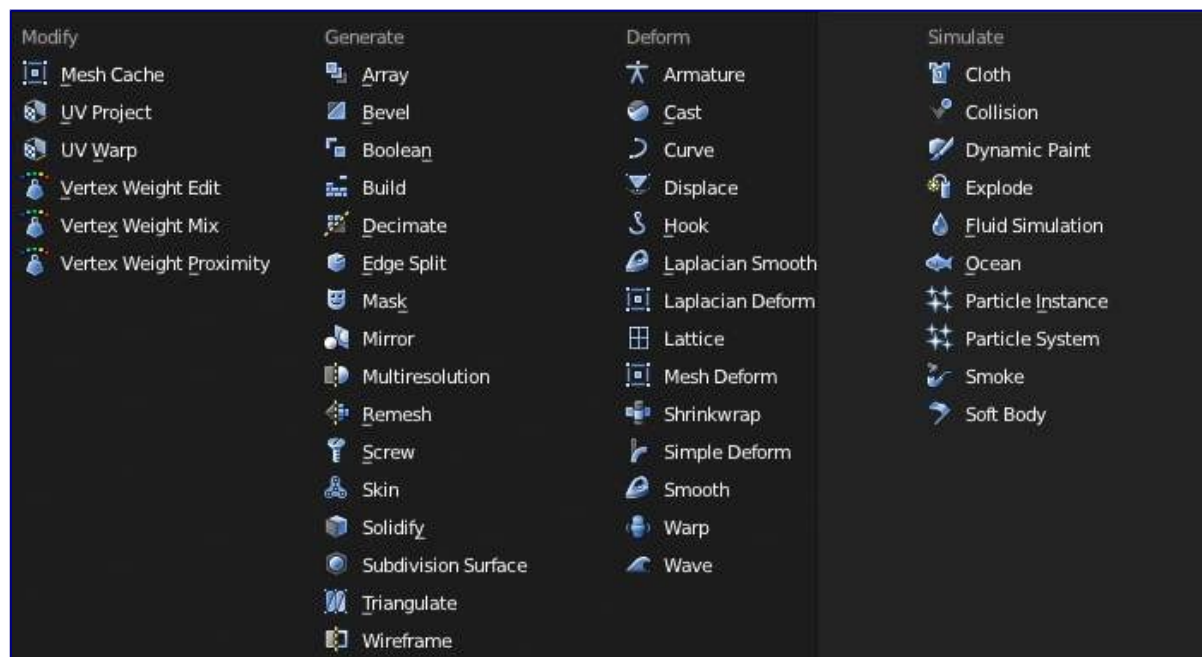 Modify
Mesh Cache
UV Project
UV Warp
Vertex Weight Edit
Vertex Weight Mix
Vertex Weight Proximity
Generate
Array
Bevel
Boolean
Build
Decimate
Edge Split
Mask
Mirror
Multiresolution
Remesh
Screw
Skin
Solidify
Subdivision Surface
Triangulate
Wireframe
Deform
Armature
Cast
Curve
Displace
Hook
Laplacian Smooth
Laplacian Deform
Lattice
Mesh Deform
Shrinkwrap
Simple Deform
Smooth
Warp
Wave
Simulate
Cloth
Collision
Dynamic Paint
Explode
Fluid Simulation
Ocean
Particle Instance
Particle System
Smoke
Soft Body